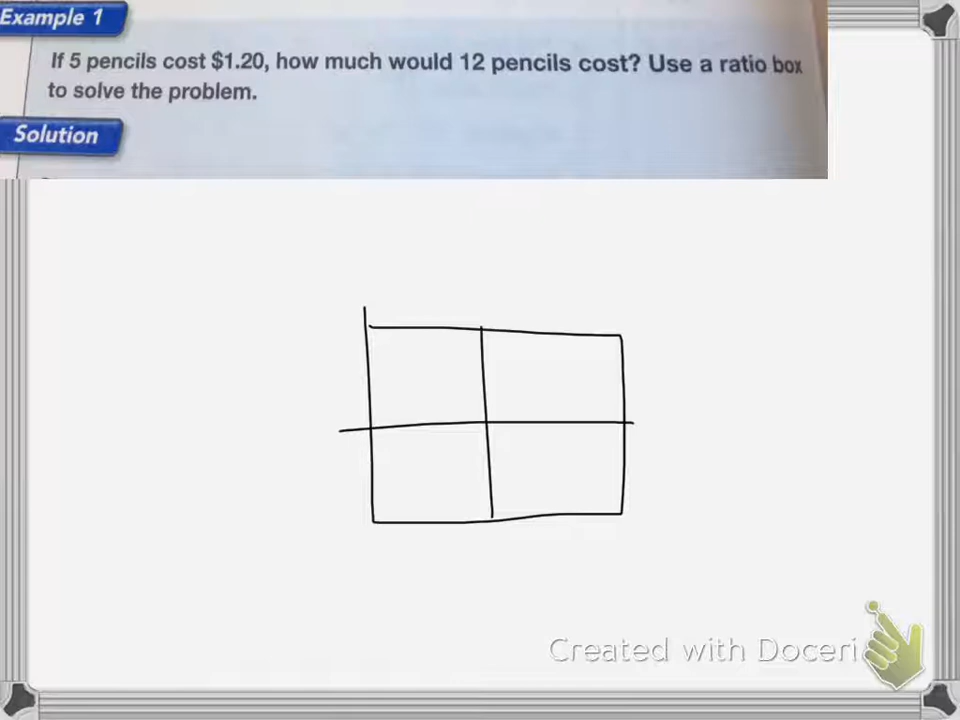 Example 1
If 5 pencils cost $1.20, how much would 12 pencils cost? Use a ratio box
to solve the problem.
Solution
Created with Doceri